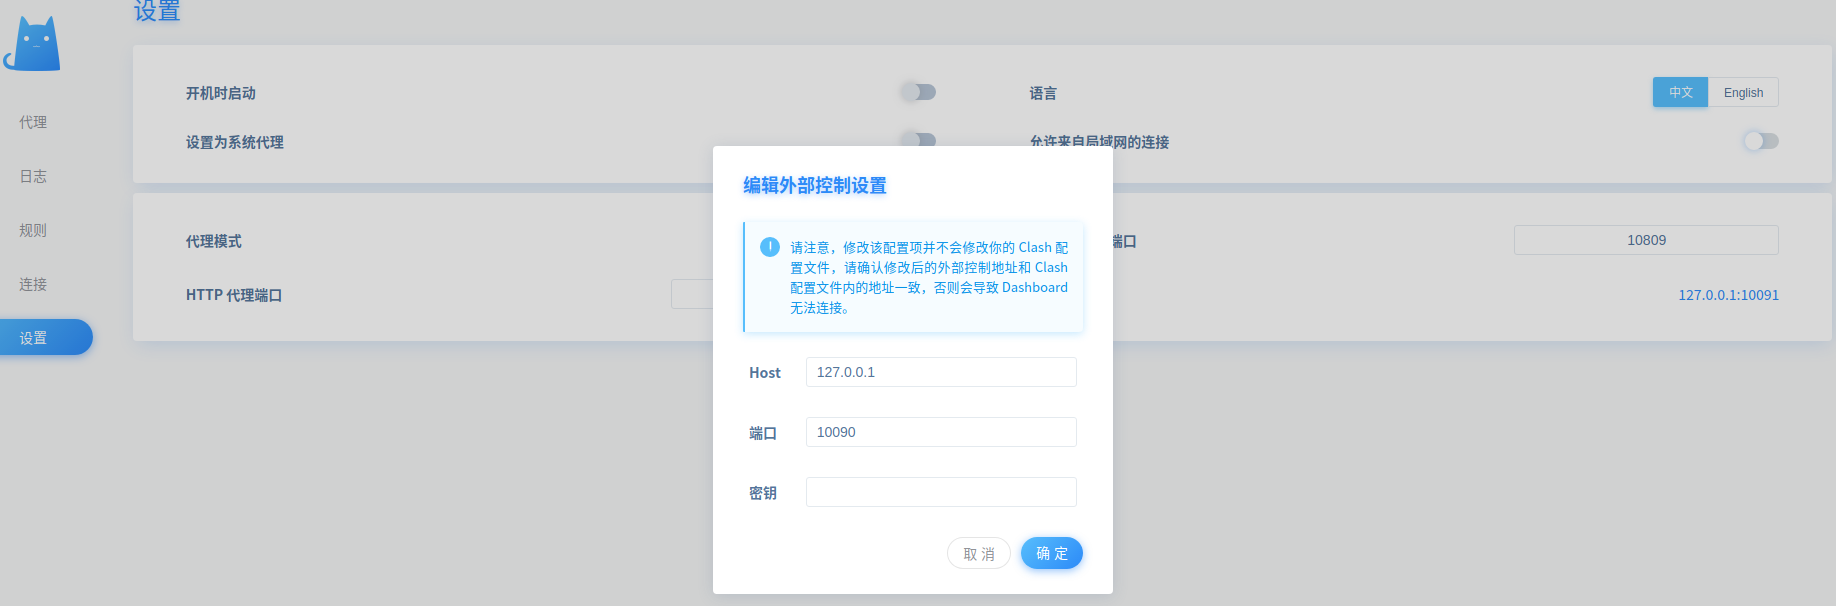 设置
代理
日志
规则
连接
设置
开机时启动
语言
中文
English
设置为系统代理
允许来自局域网的连接
代理模式
端口
10809
HTTP 代理端口
127.0.0.1:10091
编辑外部控制设置
请注意，修改该配置项并不会修改你的 Clash 配
置文件，请确认修改后的外部控制地址和 Clash
配置文件内的地址一致，否则会导致 Dashboard
无法连接。
Host
127.0.0.1
端口
10090
密钥
取 消
确 定